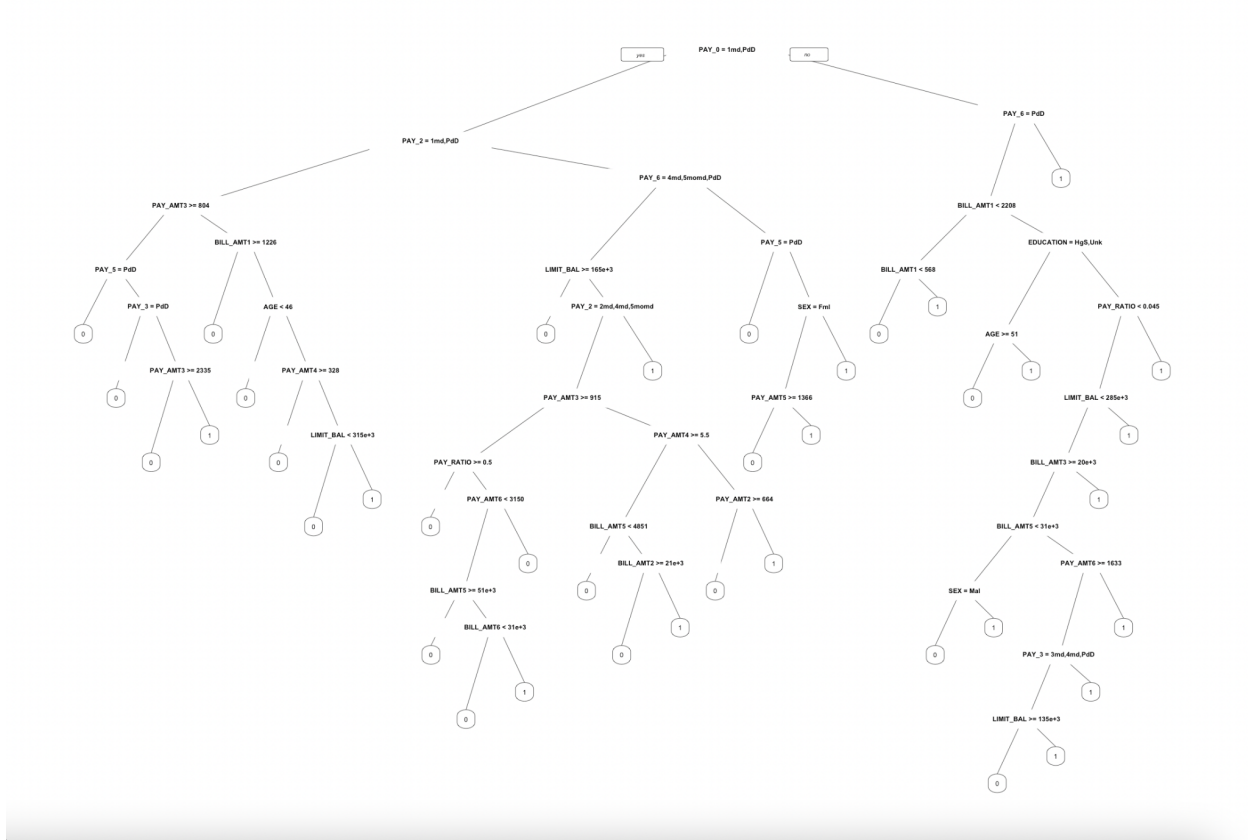 PAY_0 = 1md,PdD
yes
no
PAY_6 = PdD
PAY_2 = 1md,PdD
1
PAY_6 = 4md,5momd,PdD
PAY_AMT3 >= 804
BILL_AMT1 < 2208
BILL_AMT1 >= 1226
PAY_5 = PdD
EDUCATION = HgS,Unk
PAY_5 = PdD
LIMIT_BAL >= 165e+3
BILL_AMT1 < 568
PAY_3 = PdD
AGE < 46
PAY_2 = 2md,4md,5momd
SEX = Fml
1
PAY_RATIO < 0.045
0
0
0
0
0
AGE >= 51
PAY_AMT3 >= 2335
PAY_AMT4 >= 328
1
1
1
1
0
0
PAY_AMT3 >= 915
PAY_AMT5 >= 1366
0
LIMIT_BAL < 285e+3
1
LIMIT_BAL < 315e+3
PAY_AMT4 >= 5.5
1
1
0
0
PAY_RATIO >= 0.5
0
BILL_AMT3 >= 20e+3
1
PAY_AMT6 < 3150
PAY_AMT2 >= 664
1
0
0
BILL_AMT5 < 4851
BILL_AMT5 < 31e+3
0
BILL_AMT2 >= 21e+3
1
PAY_AMT6 >= 1633
BILL_AMT5 >= 51e+3
0
0
SEX = Mal
BILL_AMT6 < 31e+3
1
1
1
0
0
0
PAY_3 = 3md,4md,PdD
1
1
0
LIMIT_BAL >= 135e+3
1
0